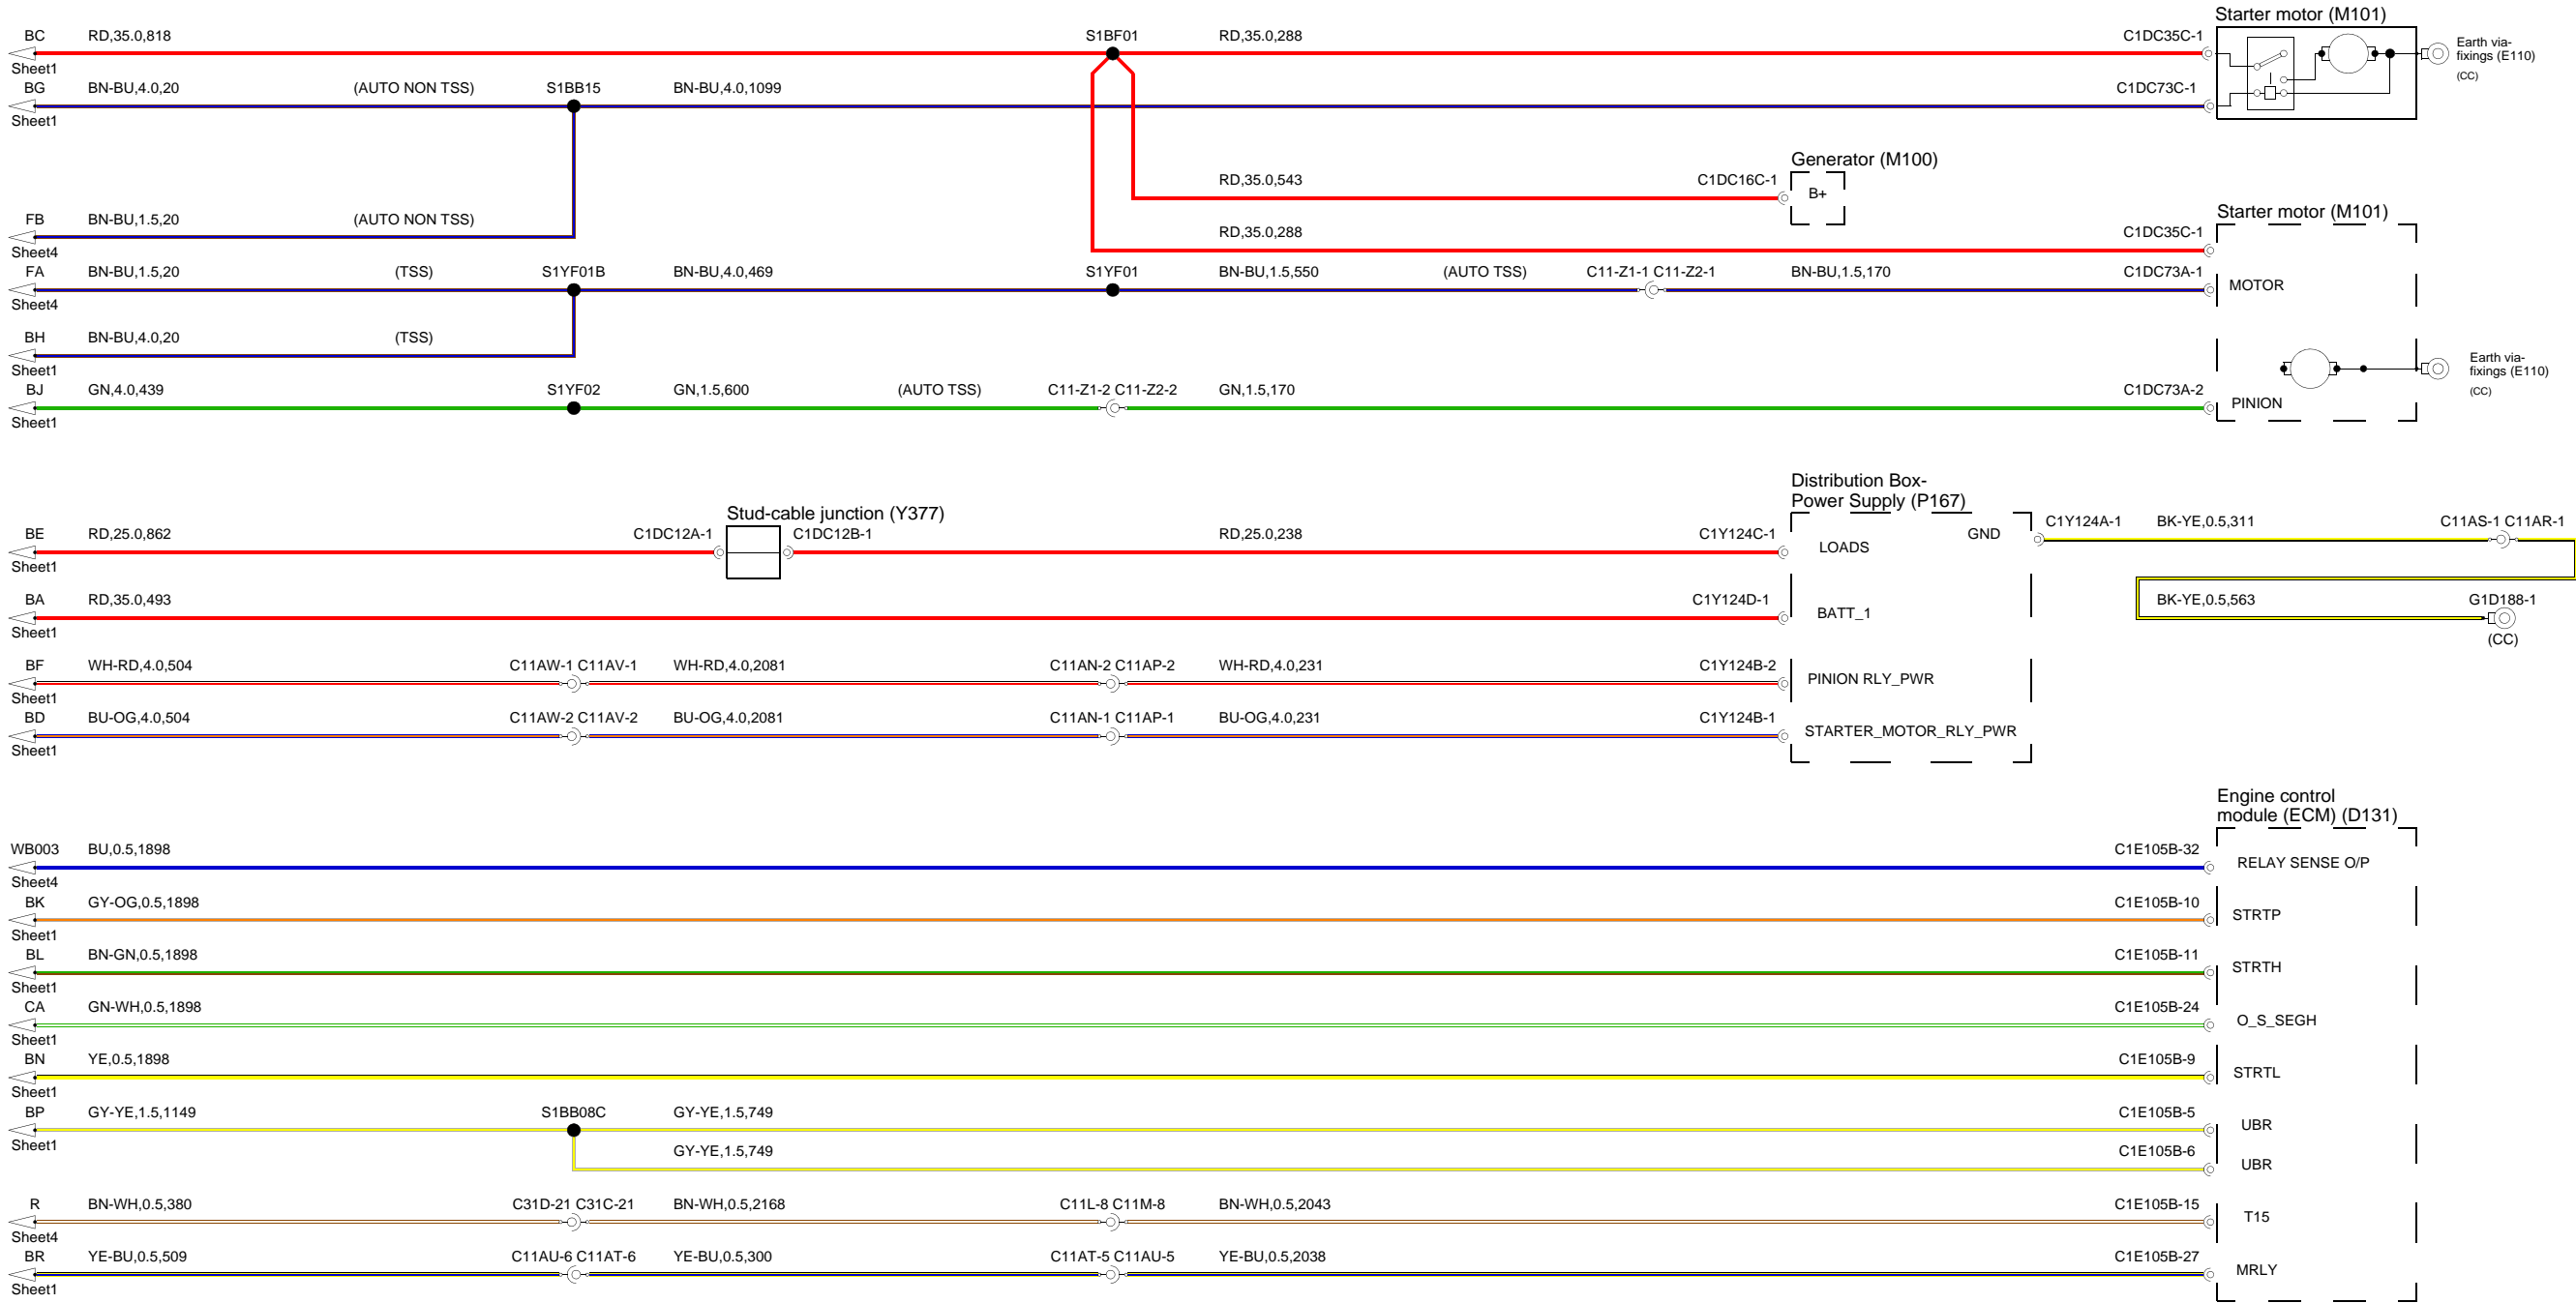 Starter motor (M101)
BC RD,35.0,818 S1BF01 RD,35.0,288 C1DC35C-1
Sheet1
Earth via-
fixings (E110)
(CC)
BG BN-BU,4.0,20 (AUTO NON TSS) S1BB15 BN-BU,4.0,1099 C1DC73C-1
Sheet1
Generator (M100)
RD,35.0,543 C1DC16C-1
B+
FB BN-BU,1.5,20 (AUTO NON TSS)
Sheet4
Starter motor (M101)
RD,35.0,288 C1DC35C-1
FA BN-BU,1.5,20 (TSS) S1YF01B BN-BU,4.0,469 S1YF01 BN-BU,1.5,550 (AUTO TSS) C11-Z1-1 C11-Z2-1 BN-BU,1.5,170 C1DC73A-1
MOTOR
Sheet4
BH BN-BU,4.0,20 (TSS)
Sheet1
Earth via-
fixings (E110)
(CC)
BJ GN,4.0,439 S1YF02 GN,1.5,600 (AUTO TSS) C11-Z1-2 C11-Z2-2 GN,1.5,170 C1DC73A-2
PINION
Sheet1
Distribution Box-
Power Supply (P167)
Stud-cable junction (Y377)
BE RD,25.0,862 C1DC12A-1 C1DC12B-1 RD,25.0,238 C1Y124C-1
LOADS GND
C1Y124A-1 BK-YE,0.5,311 C11AS-1 C11AR-1
Sheet1
BA RD,35.0,493 C1Y124D-1
BATT_1
BK-YE,0.5,563 G1D188-1
(CC)
Sheet1
BF WH-RD,4.0,504 C11AW-1 C11AV-1 WH-RD,4.0,2081 C11AN-2 C11AP-2 WH-RD,4.0,231 C1Y124B-2
PINION RLY_PWR
Sheet1
BD BU-OG,4.0,504 C11AW-2 C11AV-2 BU-OG,4.0,2081 C11AN-1 C11AP-1 BU-OG,4.0,231 C1Y124B-1
STARTER_MOTOR_RLY_PWR
Sheet1
Engine control
module (ECM) (D131)
WB003 BU,0.5,1898 C1E105B-32
RELAY SENSE O/P
Sheet4
BK GY-OG,0.5,1898 C1E105B-10
STRTP
Sheet1
BL BN-GN,0.5,1898 C1E105B-11
STRTH
Sheet1
CA GN-WH,0.5,1898 C1E105B-24
O_S_SEGH
Sheet1
BN YE,0.5,1898 C1E105B-9
STRTL
Sheet1
BP GY-YE,1.5,1149 S1BB08C GY-YE,1.5,749 C1E105B-5
UBR
Sheet1
GY-YE,1.5,749 C1E105B-6
UBR
R BN-WH,0.5,380 C31D-21 C31C-21 BN-WH,0.5,2168 C11L-8 C11M-8 BN-WH,0.5,2043 C1E105B-15
T15
Sheet4
BR YE-BU,0.5,509 C11AU-6 C11AT-6 YE-BU,0.5,300 C11AT-5 C11AU-5 YE-BU,0.5,2038 C1E105B-27
MRLY
Sheet1